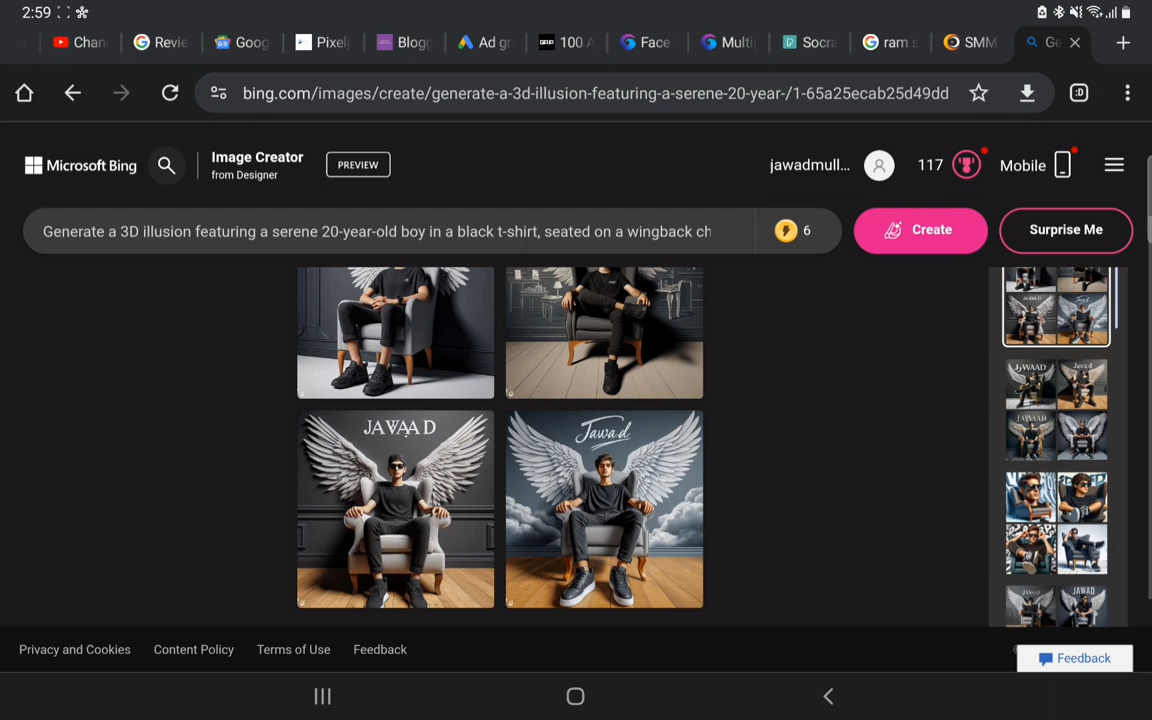 2:59
Chan
Revie
Goog
Pixel
Blogg
Ad gr
100 A
Face
Multi
Socra
ram s
SMM
Ge
bing.com/images/create/generate-a-3d-illusion-featuring-a-serene-20-year-/1-65a25ecab25d49dd
Microsoft Bing
Image Creator
from Designer
PREVIEW
jawadmull...
117
Mobile
Generate a 3D illusion featuring a serene 20-year-old boy in a black t-shirt, seated on a wingback ch
6
Create
Surprise Me
JAWAA D
Jawad
JAWAD
Privacy and Cookies
Content Policy
Terms of Use
Feedback
Feedback